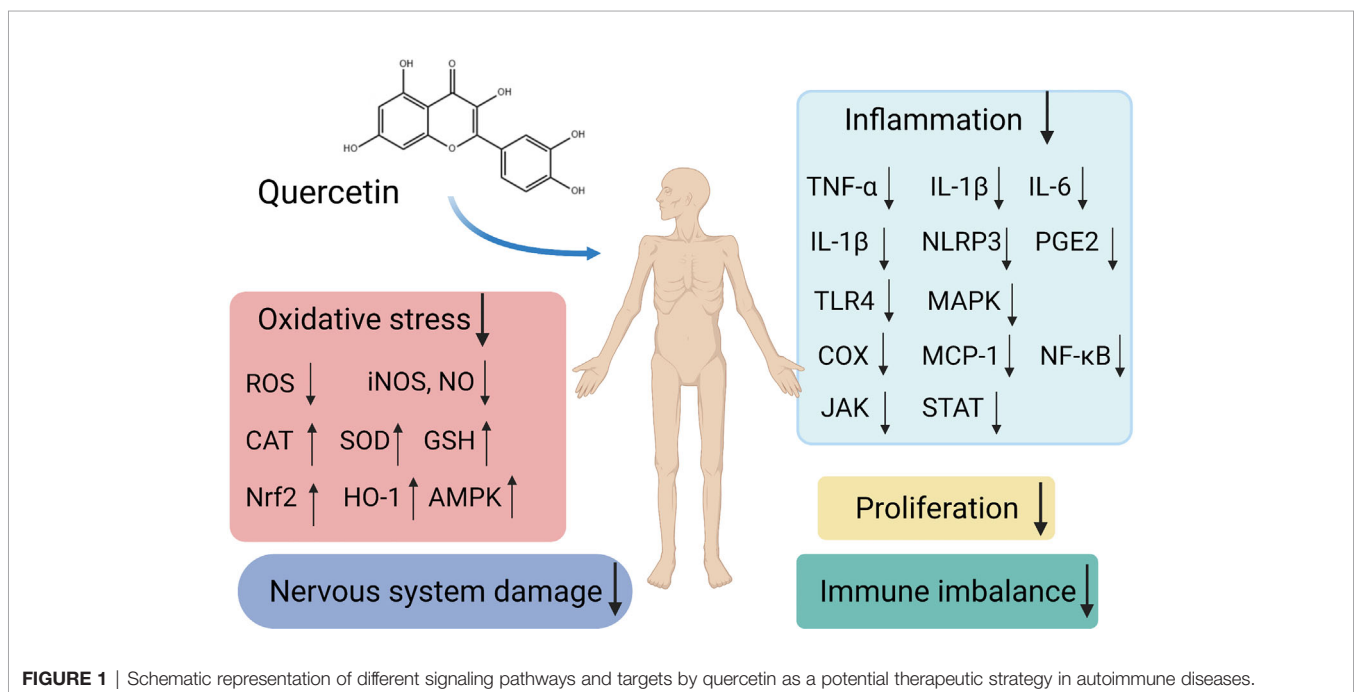 OH
O
OH
OH
HO
O
OH
Quercetin
Oxidative stress ↓
ROS ↓ iNOS, NO ↓
CAT ↑ SOD ↑ GSH ↑
Nrf2 ↑ HO-1 ↑ AMPK ↑
Nervous system damage ↓
Inflammation ↓
TNF-α ↓ IL-1β ↓ IL-6 ↓
IL-1β ↓ NLRP3 ↓ PGE2 ↓
TLR4 ↓ MAPK ↓
COX ↓ MCP-1 ↓ NF-κB ↓
JAK ↓ STAT ↓
Proliferation ↓
Immune imbalance ↓
FIGURE 1 | Schematic representation of different signaling pathways and targets by quercetin as a potential therapeutic strategy in autoimmune diseases.